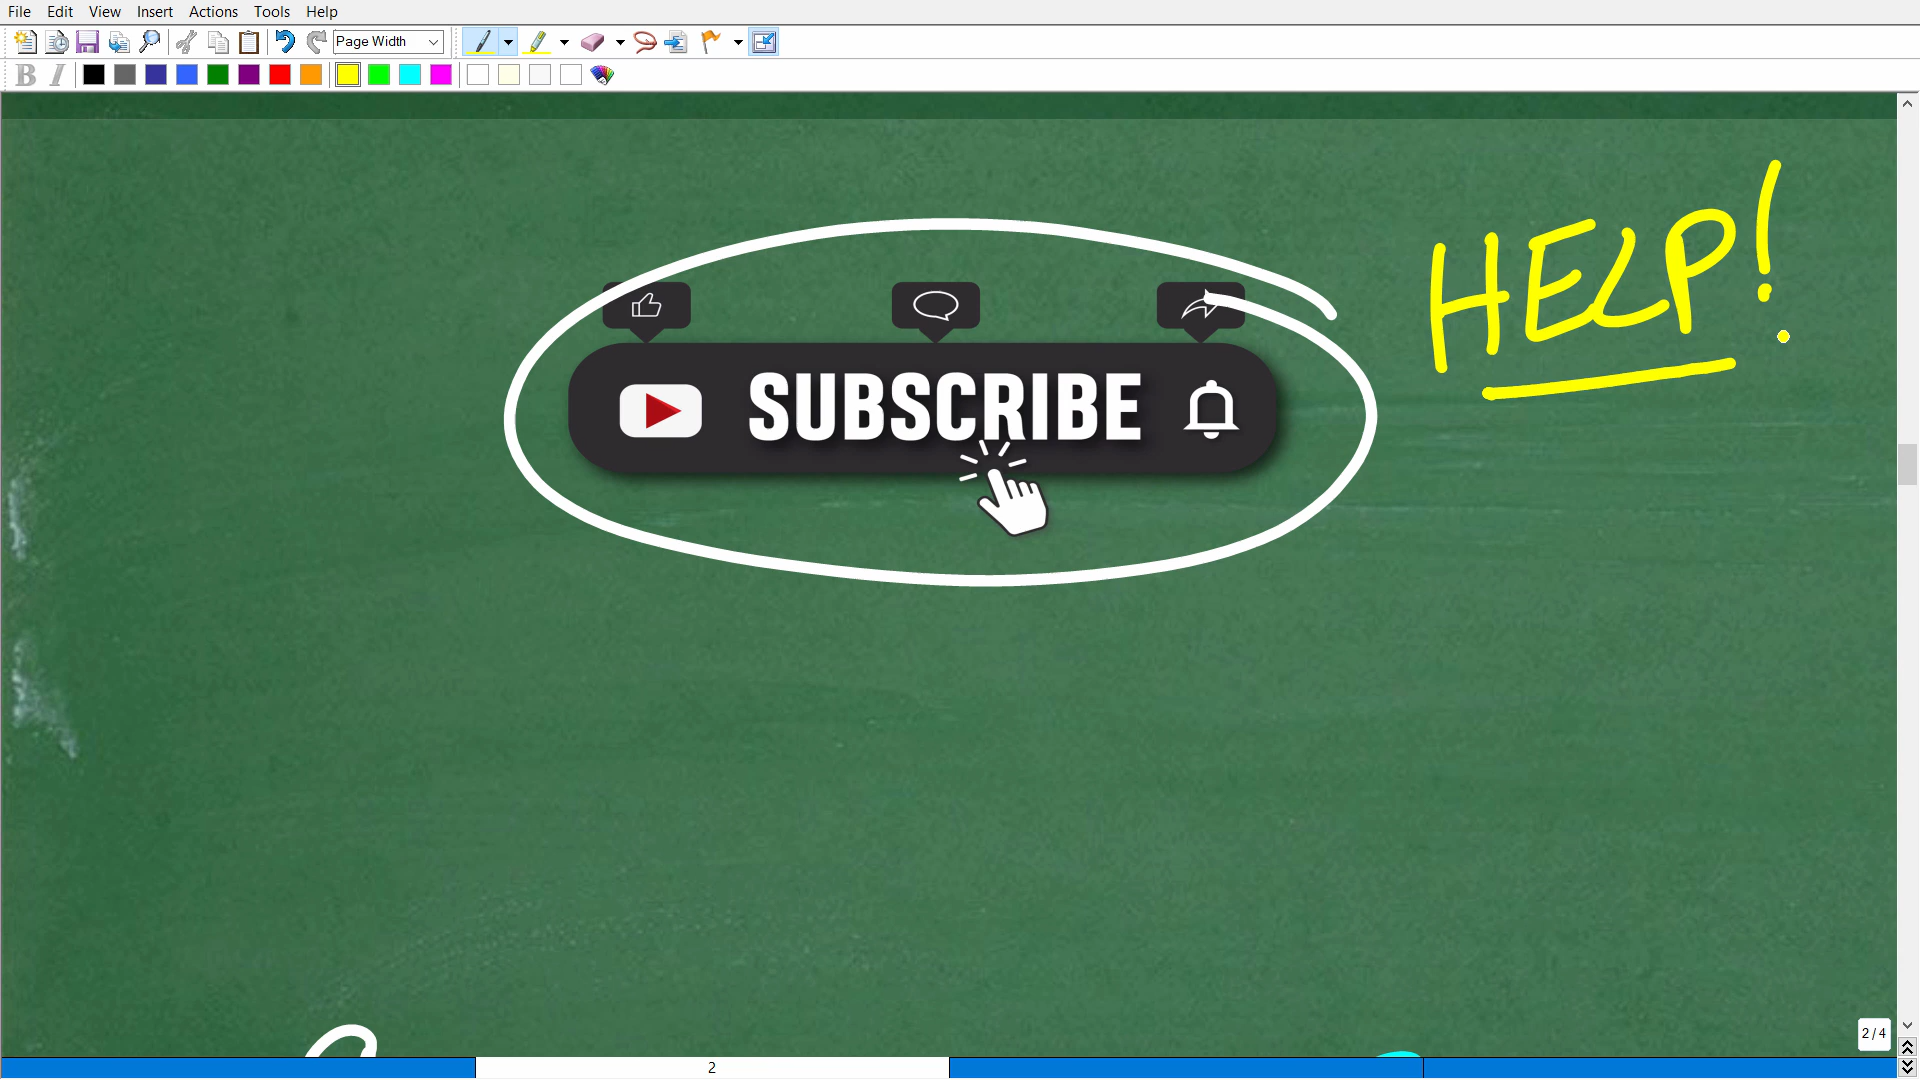 File Edit View Insert Actions Tools Help
Page Width
B I
HELP!
SUBSCRIBE
2 / 4
2